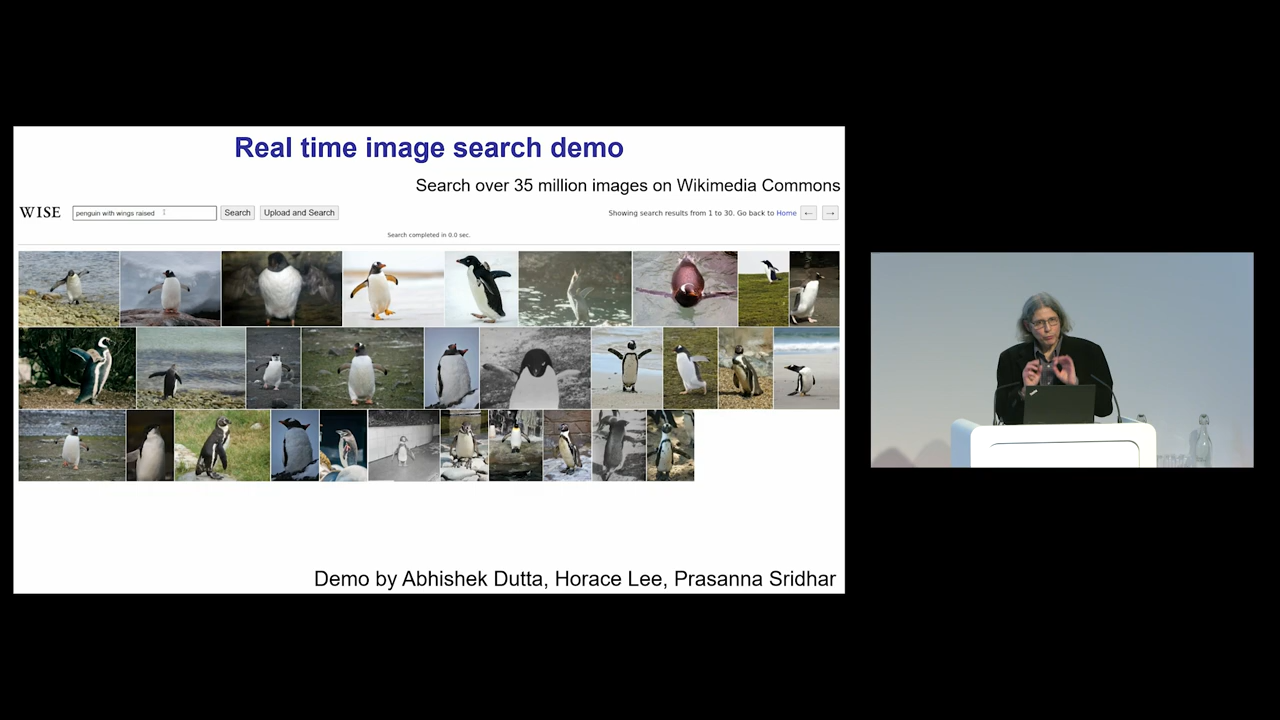 Real time image search demo
Search over 35 million images on Wikimedia Commons
WISE penguin with wings raised Search Upload and Search Showing search results from 1 to 30. Go back to Home ← →
Search completed in 0.0 sec.
Demo by Abhishek Dutta, Horace Lee, Prasanna Sridhar